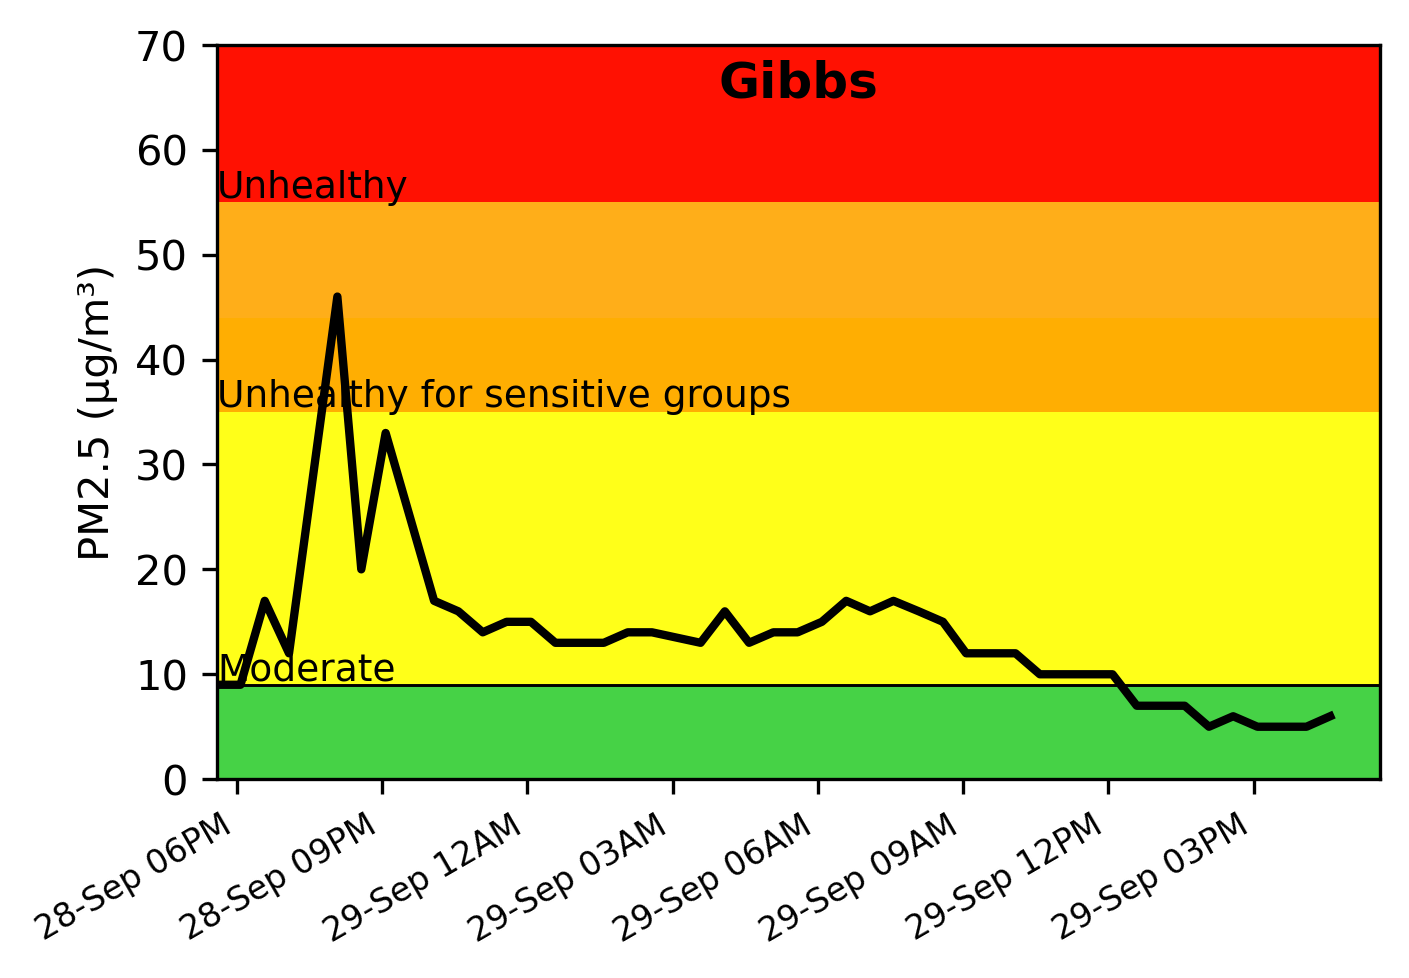 Gibbs
70
60
50
40
30
20
10
0
PM2.5 (µg/m³)
Unhealthy
Unhealthy for sensitive groups
Moderate
28-Sep 06PM
28-Sep 09PM
29-Sep 12AM
29-Sep 03AM
29-Sep 06AM
29-Sep 09AM
29-Sep 12PM
29-Sep 03PM